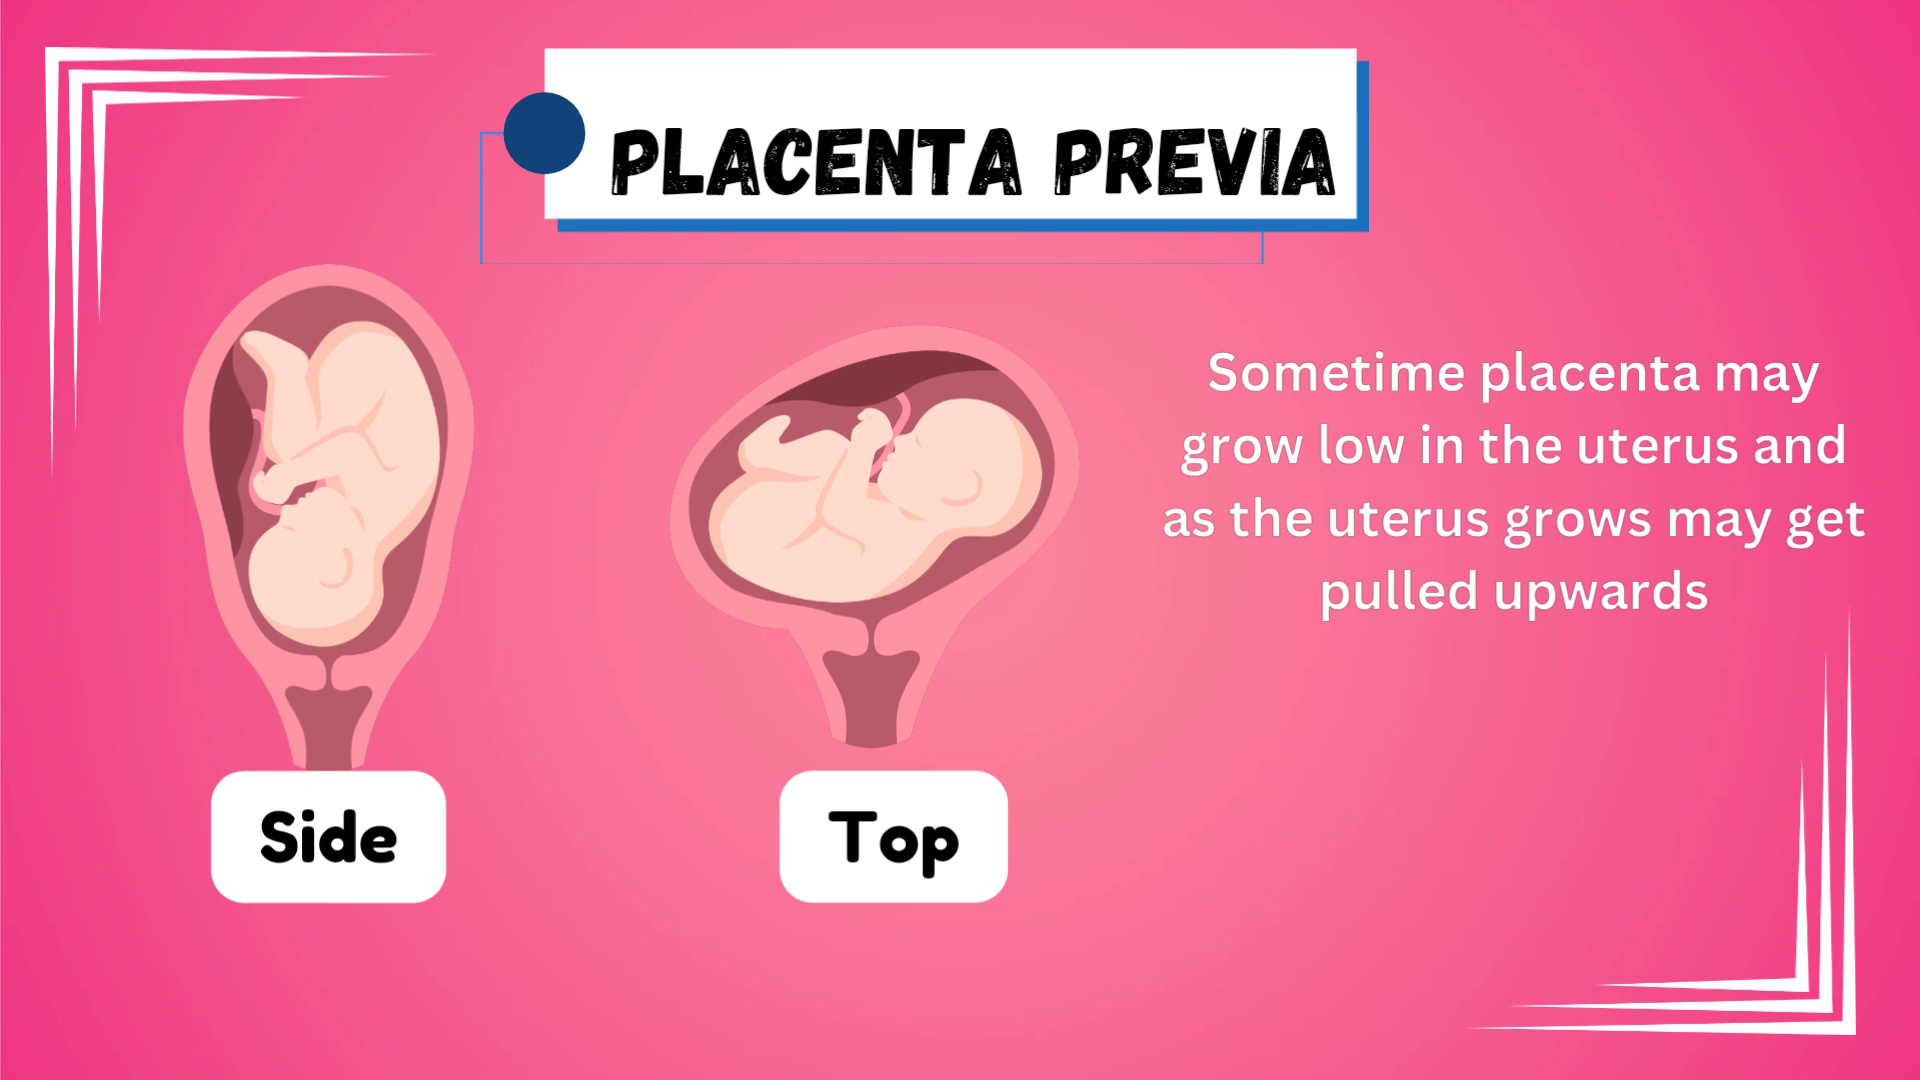 PLACENTA PREVIA
Sometime placenta may
grow low in the uterus and
as the uterus grows may get
pulled upwards
Side
Top